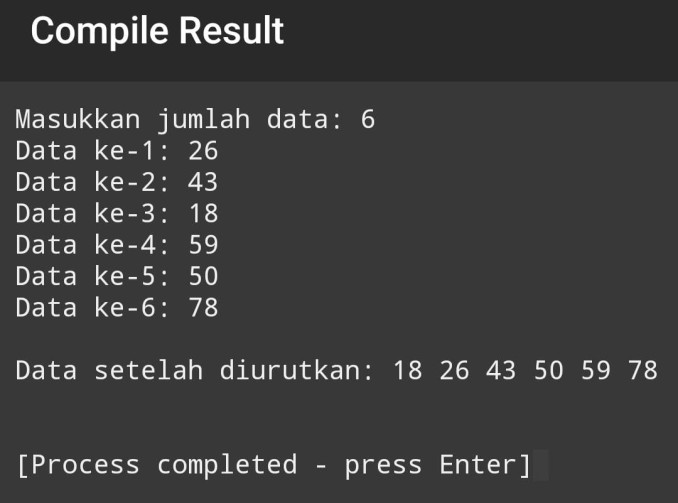 Compile Result
Masukkan jumlah data: 6
Data ke-1: 26
Data ke-2: 43
Data ke-3: 18
Data ke-4: 59
Data ke-5: 50
Data ke-6: 78
Data setelah diurutkan: 18 26 43 50 59 78
[Process completed - press Enter]